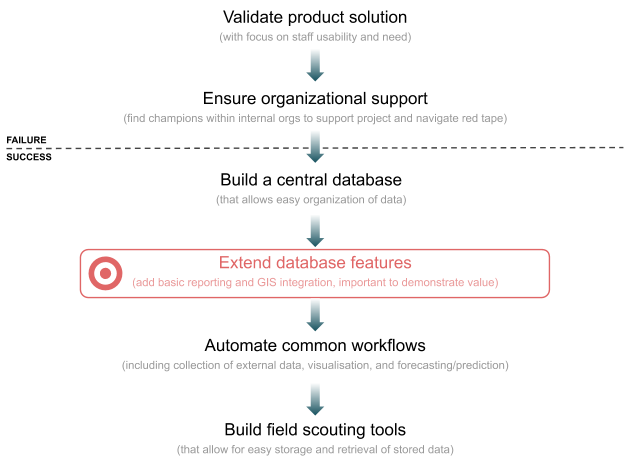 Validate product solution
(with focus on staff usability and need)
Ensure organizational support
(find champions within internal orgs to support project and navigate red tape)
FAILURE
SUCCESS
Build a central database
(that allows easy organization of data)
Extend database features
(add basic reporting and GIS integration, important to demonstrate value)
Automate common workflows
(including collection of external data, visualisation, and forecasting/prediction)
Build field scouting tools
(that allow for easy storage and retrieval of stored data)